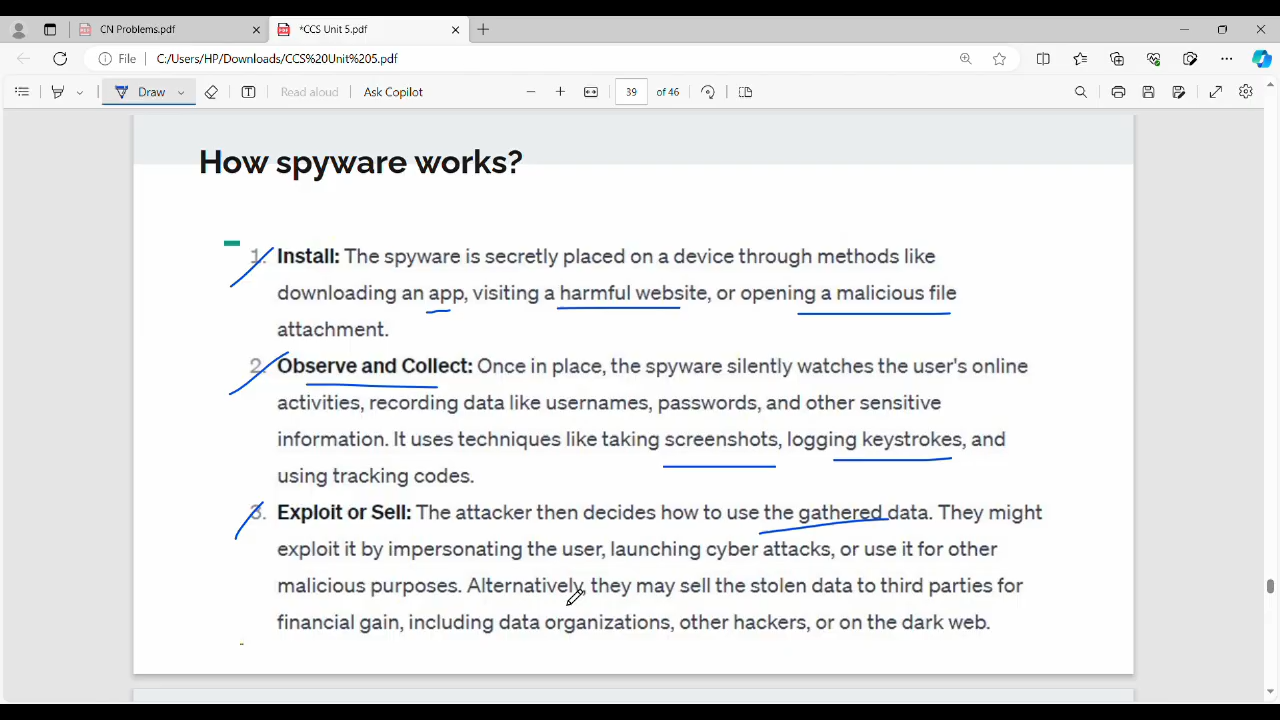 CN Problems.pdf
*CCS Unit 5.pdf
File
C:/Users/HP/Downloads/CCS%20Unit%205.pdf
Draw
Read aloud
Ask Copilot
39
of 46
How spyware works?
1. Install: The spyware is secretly placed on a device through methods like
downloading an app, visiting a harmful website, or opening a malicious file
attachment.
2. Observe and Collect: Once in place, the spyware silently watches the user's online
activities, recording data like usernames, passwords, and other sensitive
information. It uses techniques like taking screenshots, logging keystrokes, and
using tracking codes.
3. Exploit or Sell: The attacker then decides how to use the gathered data. They might
exploit it by impersonating the user, launching cyber attacks, or use it for other
malicious purposes. Alternatively, they may sell the stolen data to third parties for
financial gain, including data organizations, other hackers, or on the dark web.